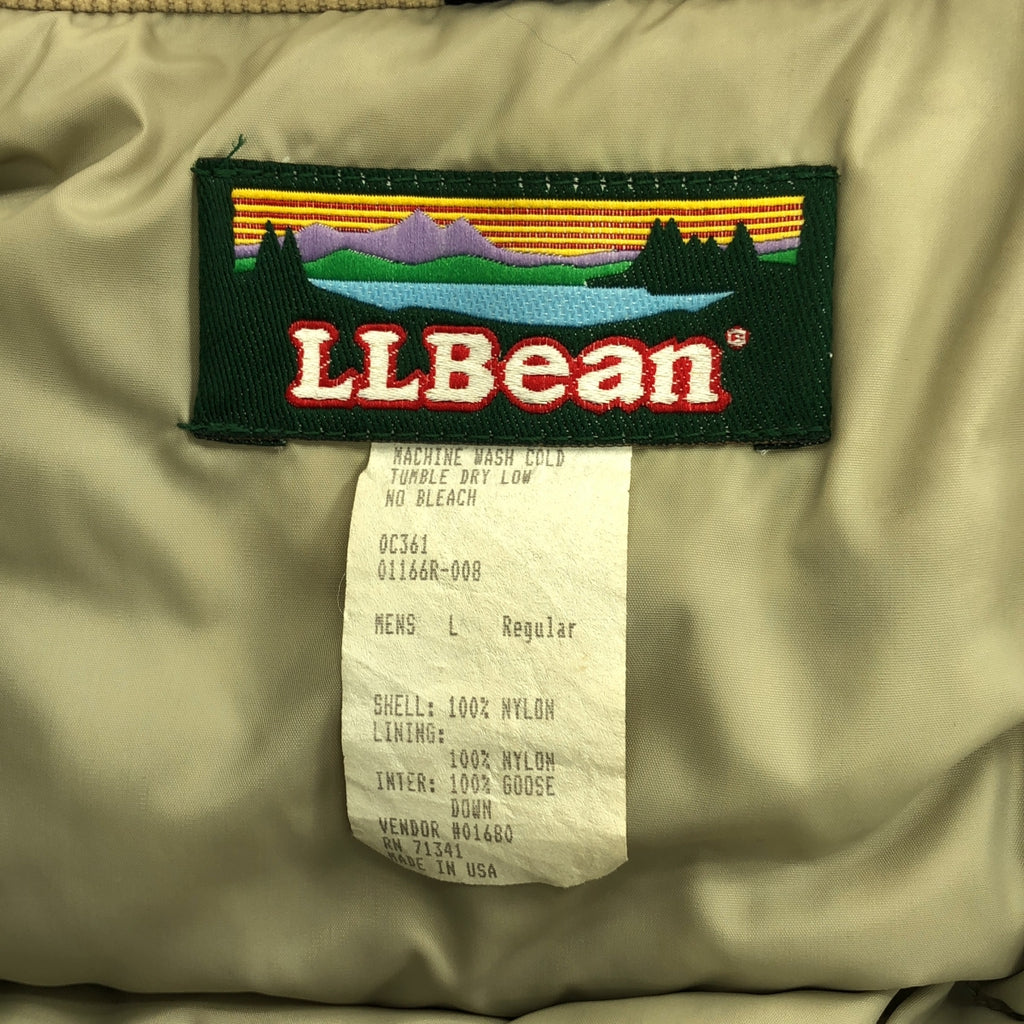 LLBean®
MACHINE WASH COLD
TUMBLE DRY LOW
NO BLEACH
0C361
01166R-008
MENS L Regular
SHELL: 100% NYLON
LINING:
100% NYLON
INTER: 100% GOOSE
DOWN
VENDOR #01680
RN 71341
MADE IN USA